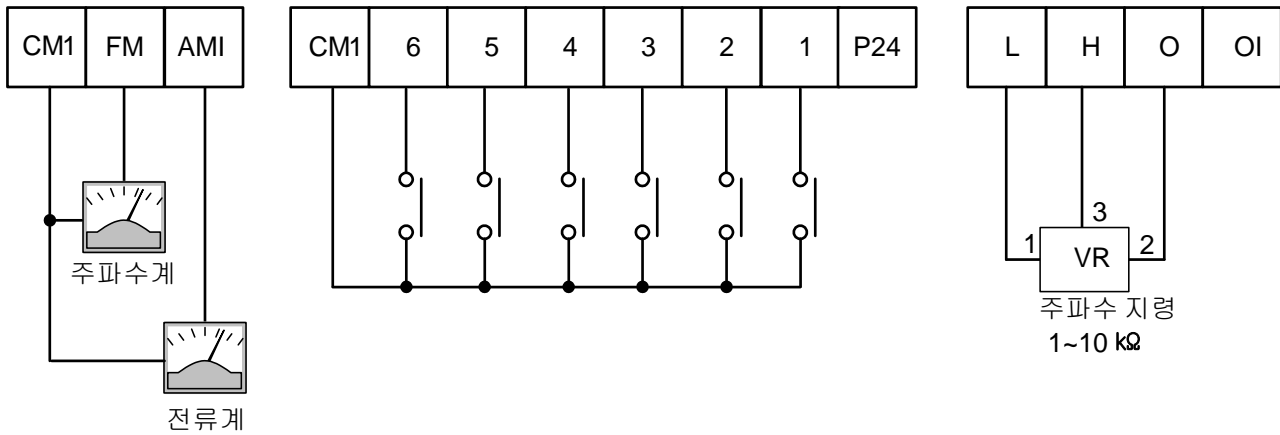 CM1 FM AMI
CM1 6 5 4 3 2 1 P24
L H O OI
주파수계
전류계
3
1 VR 2
주파수 지령
1~10 kΩ